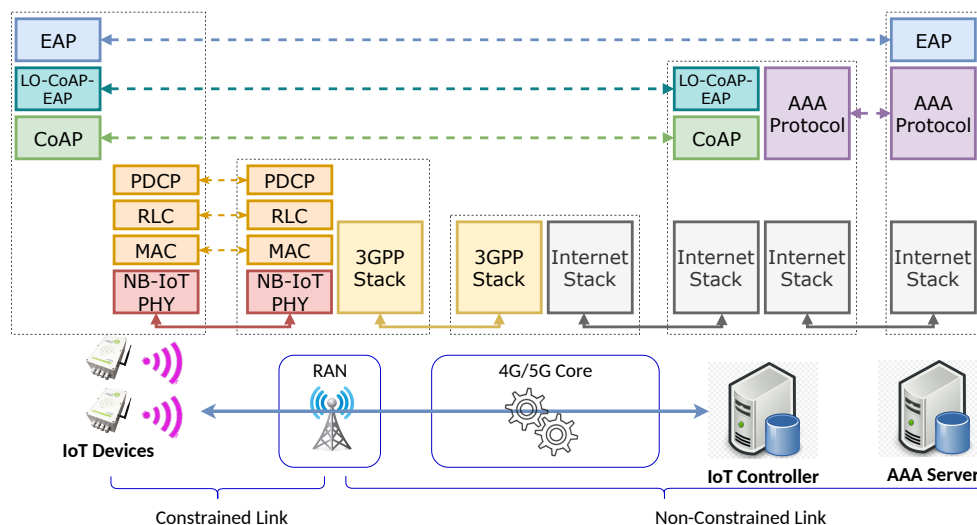 EAP
EAP
LO-CoAP-
EAP
LO-CoAP-
EAP
AAA
Protocol
AAA
Protocol
CoAP
CoAP
PDCP
PDCP
RLC
RLC
MAC
MAC
NB-IoT
PHY
NB-IoT
PHY
3GPP
Stack
3GPP
Stack
Internet
Stack
Internet
Stack
Internet
Stack
Internet
Stack
RAN
4G/5G Core
IoT Devices
IoT Controller
AAA Server
Constrained Link
Non-Constrained Link